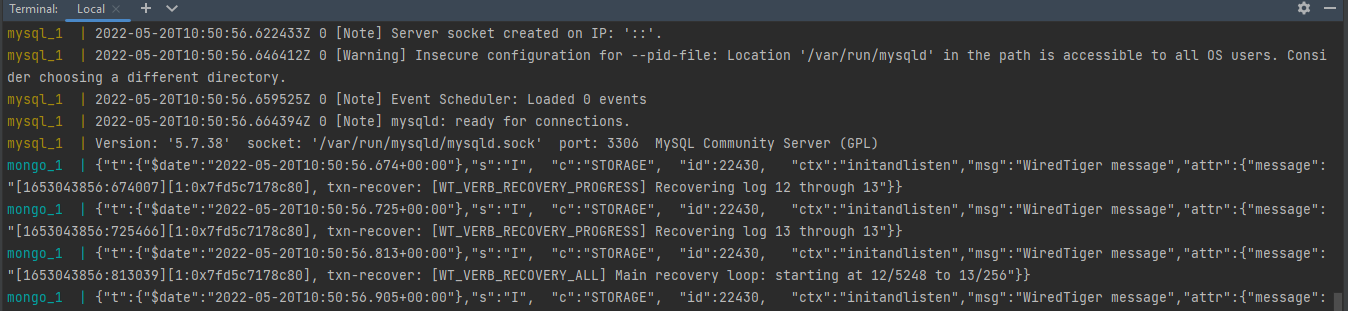 Terminal: Local × + ∨
mysql_1  | 2022-05-20T10:50:56.622433Z 0 [Note] Server socket created on IP: '::'.
mysql_1  | 2022-05-20T10:50:56.646412Z 0 [Warning] Insecure configuration for --pid-file: Location '/var/run/mysqld' in the path is accessible to all OS users. Consi
der choosing a different directory.
mysql_1  | 2022-05-20T10:50:56.659525Z 0 [Note] Event Scheduler: Loaded 0 events
mysql_1  | 2022-05-20T10:50:56.664394Z 0 [Note] mysqld: ready for connections.
mysql_1  | Version: '5.7.38'  socket: '/var/run/mysqld/mysqld.sock'  port: 3306  MySQL Community Server (GPL)
mongo_1  | {"t":{"$date":"2022-05-20T10:50:56.674+00:00"},"s":"I",  "c":"STORAGE",  "id":22430,   "ctx":"initandlisten","msg":"WiredTiger message","attr":{"message":
"[1653043856:674007][1:0x7fd5c7178c80], txn-recover: [WT_VERB_RECOVERY_PROGRESS] Recovering log 12 through 13"}}
mongo_1  | {"t":{"$date":"2022-05-20T10:50:56.725+00:00"},"s":"I",  "c":"STORAGE",  "id":22430,   "ctx":"initandlisten","msg":"WiredTiger message","attr":{"message":
"[1653043856:725466][1:0x7fd5c7178c80], txn-recover: [WT_VERB_RECOVERY_PROGRESS] Recovering log 13 through 13"}}
mongo_1  | {"t":{"$date":"2022-05-20T10:50:56.813+00:00"},"s":"I",  "c":"STORAGE",  "id":22430,   "ctx":"initandlisten","msg":"WiredTiger message","attr":{"message":
"[1653043856:813039][1:0x7fd5c7178c80], txn-recover: [WT_VERB_RECOVERY_ALL] Main recovery loop: starting at 12/5248 to 13/256"}}
mongo_1  | {"t":{"$date":"2022-05-20T10:50:56.905+00:00"},"s":"I",  "c":"STORAGE",  "id":22430,   "ctx":"initandlisten","msg":"WiredTiger message","attr":{"message":